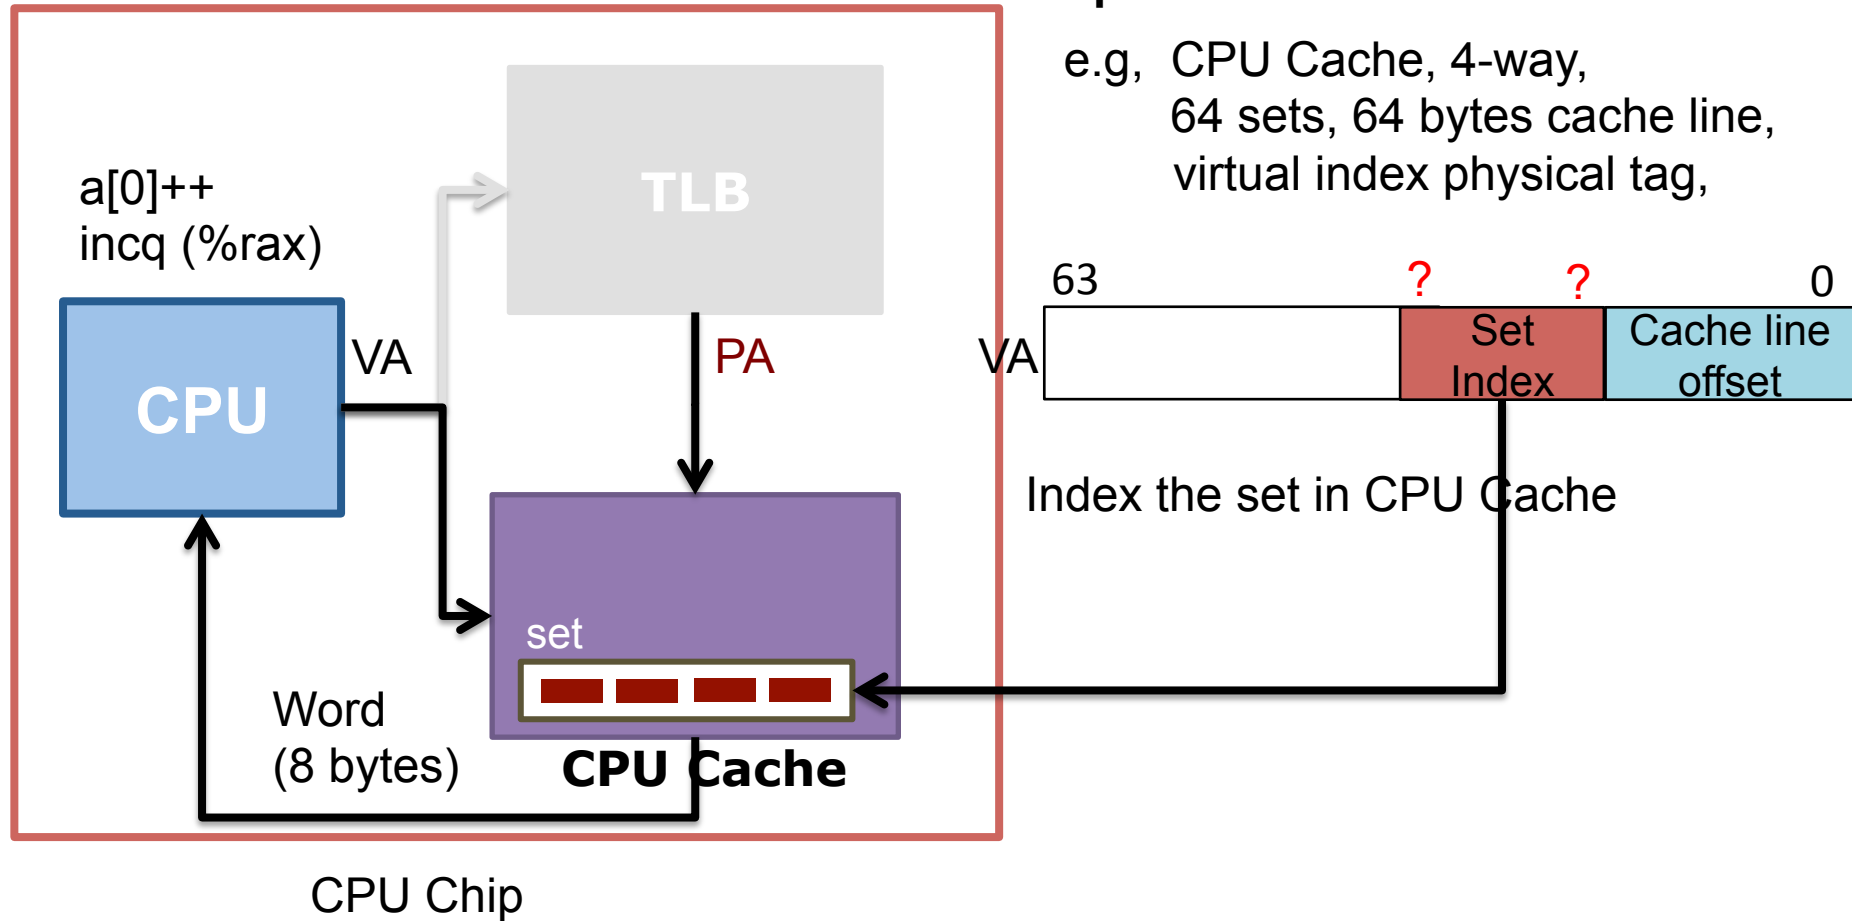 e.g, CPU Cache, 4-way,
64 sets, 64 bytes cache line,
virtual index physical tag,
a[0]++
incq (%rax)
TLB
63 ? ? 0
VA
Set
Index
Cache line
offset
CPU
VA
PA
Index the set in CPU Cache
set
Word
(8 bytes)
CPU Cache
CPU Chip